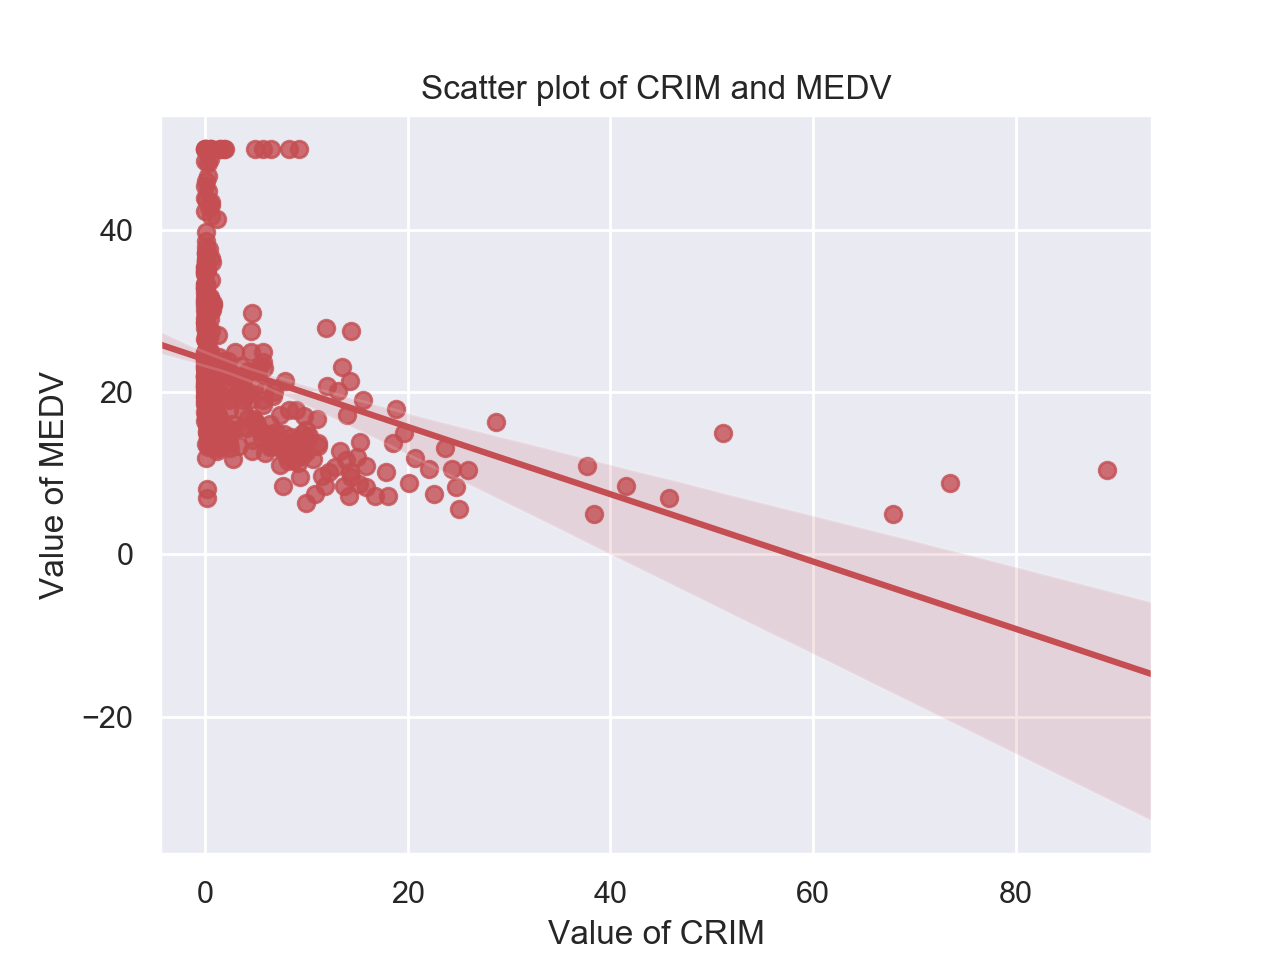 Scatter plot of CRIM and MEDV
40
20
0
−20
Value of MEDV
0 20 40 60 80
Value of CRIM